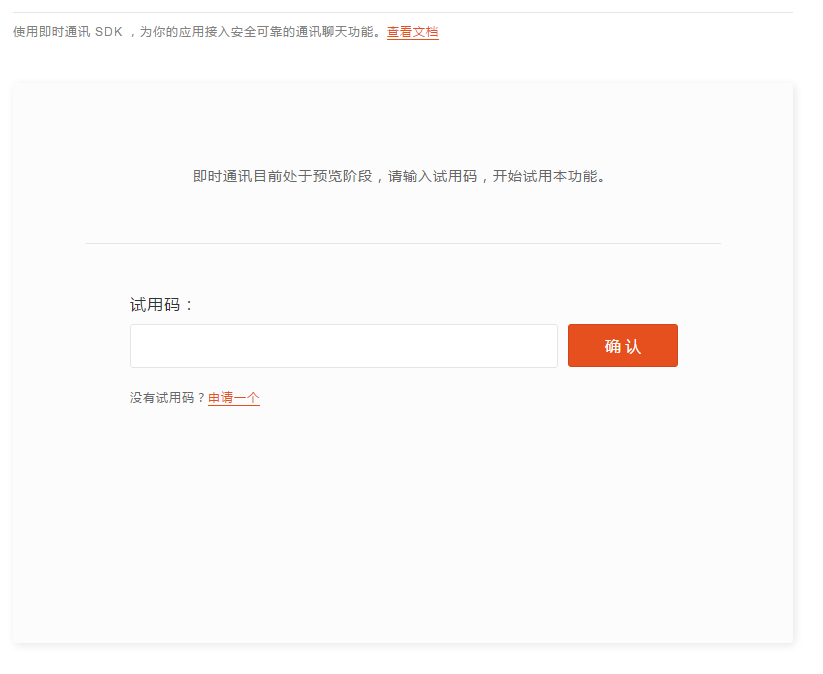 使用即时通讯 SDK ，为你的应用接入安全可靠的通讯聊天功能。查看文档
即时通讯目前处于预览阶段，请输入试用码，开始试用本功能。
试用码：
确认
没有试用码？申请一个